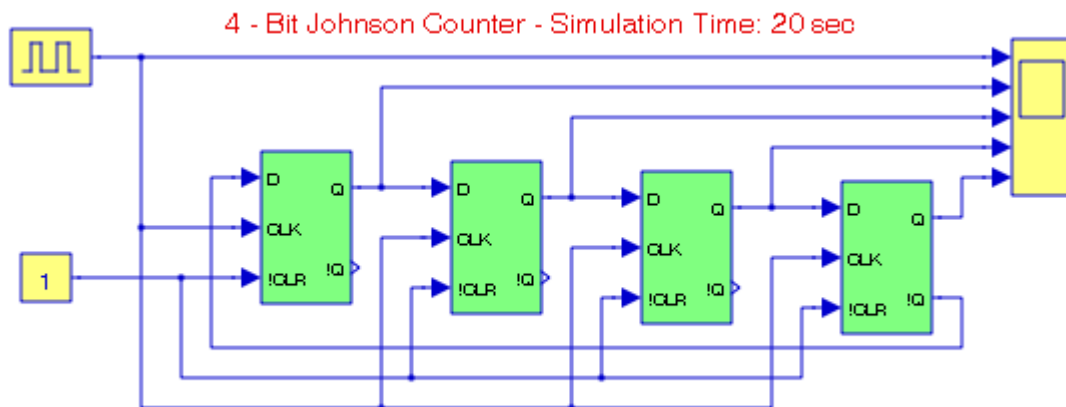 4 - Bit Johnson Counter - Simulation Time: 20 sec
D Q
CLK
!CLR !Q
D Q
CLK
!CLR !Q
D Q
CLK
!CLR !Q
D Q
CLK
!CLR !Q
1